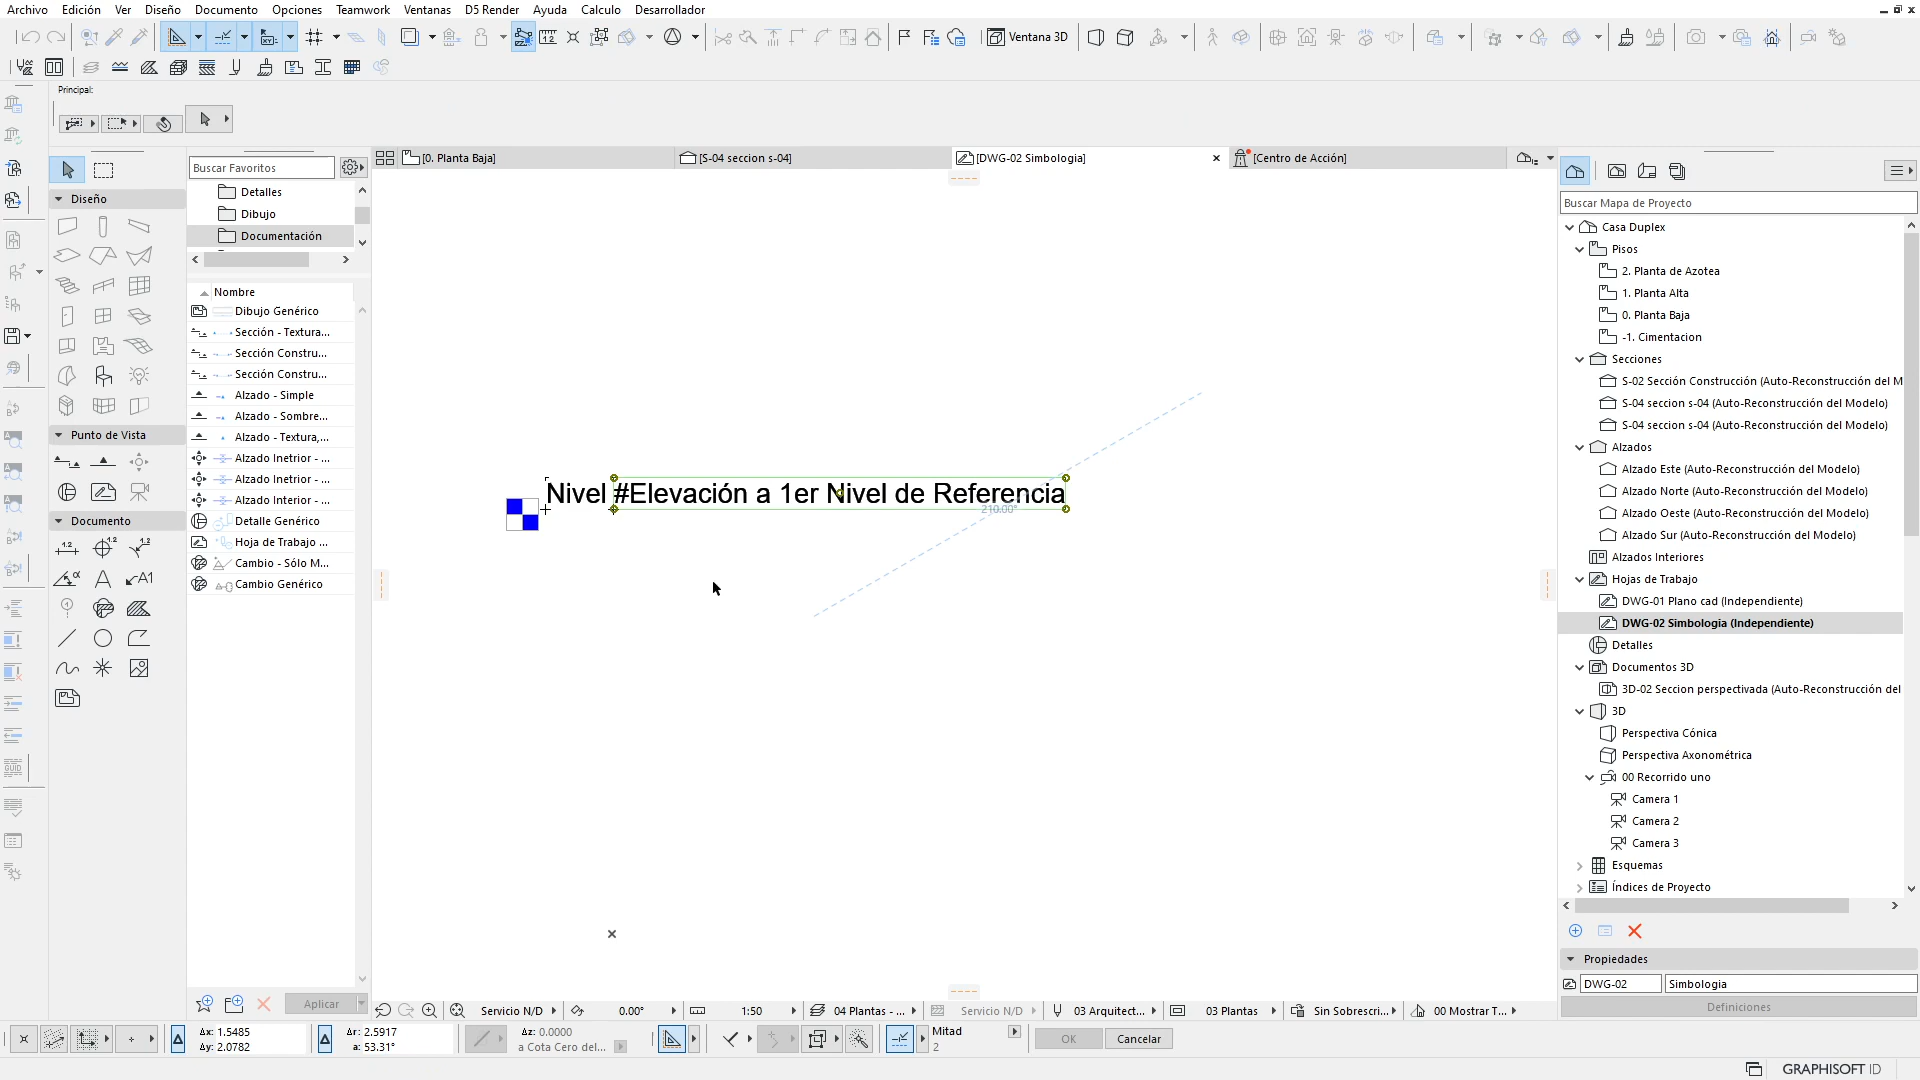 Archivo Edición Ver Diseño Documento Opciones Teamwork Ventanas D5 Render Ayuda Calculo Desarrollador
Ventana 3D
Principal:
Buscar Favoritos
[0. Planta Baja]
[S-04 seccion s-04]
[DWG-02 Simbologia]
[Centro de Acción]
Diseño
Detalles
Dibujo
Documentación
Nombre
Dibujo Genérico
Sección - Textura...
Sección Constru...
Sección Constru...
Alzado - Simple
Alzado - Sombre...
Alzado - Textura,...
Alzado Inetrior - ...
Alzado Inetrior - ...
Alzado Interior - ...
Detalle Genérico
Hoja de Trabajo ...
Cambio - Sólo M...
Cambio Genérico
Punto de Vista
Documento
Aplicar
Nivel #Elevación a 1er Nivel de Referencia
210.00°
Buscar Mapa de Proyecto
Casa Duplex
Pisos
2. Planta de Azotea
1. Planta Alta
0. Planta Baja
-1. Cimentacion
Secciones
S-02 Sección Construcción (Auto-Reconstrucción del M
S-04 seccion s-04 (Auto-Reconstrucción del Modelo)
S-04 seccion s-04 (Auto-Reconstrucción del Modelo)
Alzados
Alzado Este (Auto-Reconstrucción del Modelo)
Alzado Norte (Auto-Reconstrucción del Modelo)
Alzado Oeste (Auto-Reconstrucción del Modelo)
Alzado Sur (Auto-Reconstrucción del Modelo)
Alzados Interiores
Hojas de Trabajo
DWG-01 Plano cad (Independiente)
DWG-02 Simbologia (Independiente)
Detalles
Documentos 3D
3D-02 Seccion perspectivada (Auto-Reconstrucción del
3D
Perspectiva Cónica
Perspectiva Axonométrica
00 Recorrido uno
Camera 1
Camera 2
Camera 3
Esquemas
Índices de Proyecto
Propiedades
DWG-02 Simbologia
Definiciones
Servicio N/D 0.00° 1:50 04 Plantas - ... Servicio N/D 03 Arquitect... 03 Plantas Sin Sobrescri... 00 Mostrar T...
Δx: 1.5485 Δr: 2.5917 Δz: 0.0000 Mitad
Δy: 2.0782 a: 53.31° a Cota Cero del... 2
OK Cancelar
GRAPHISOFT ID